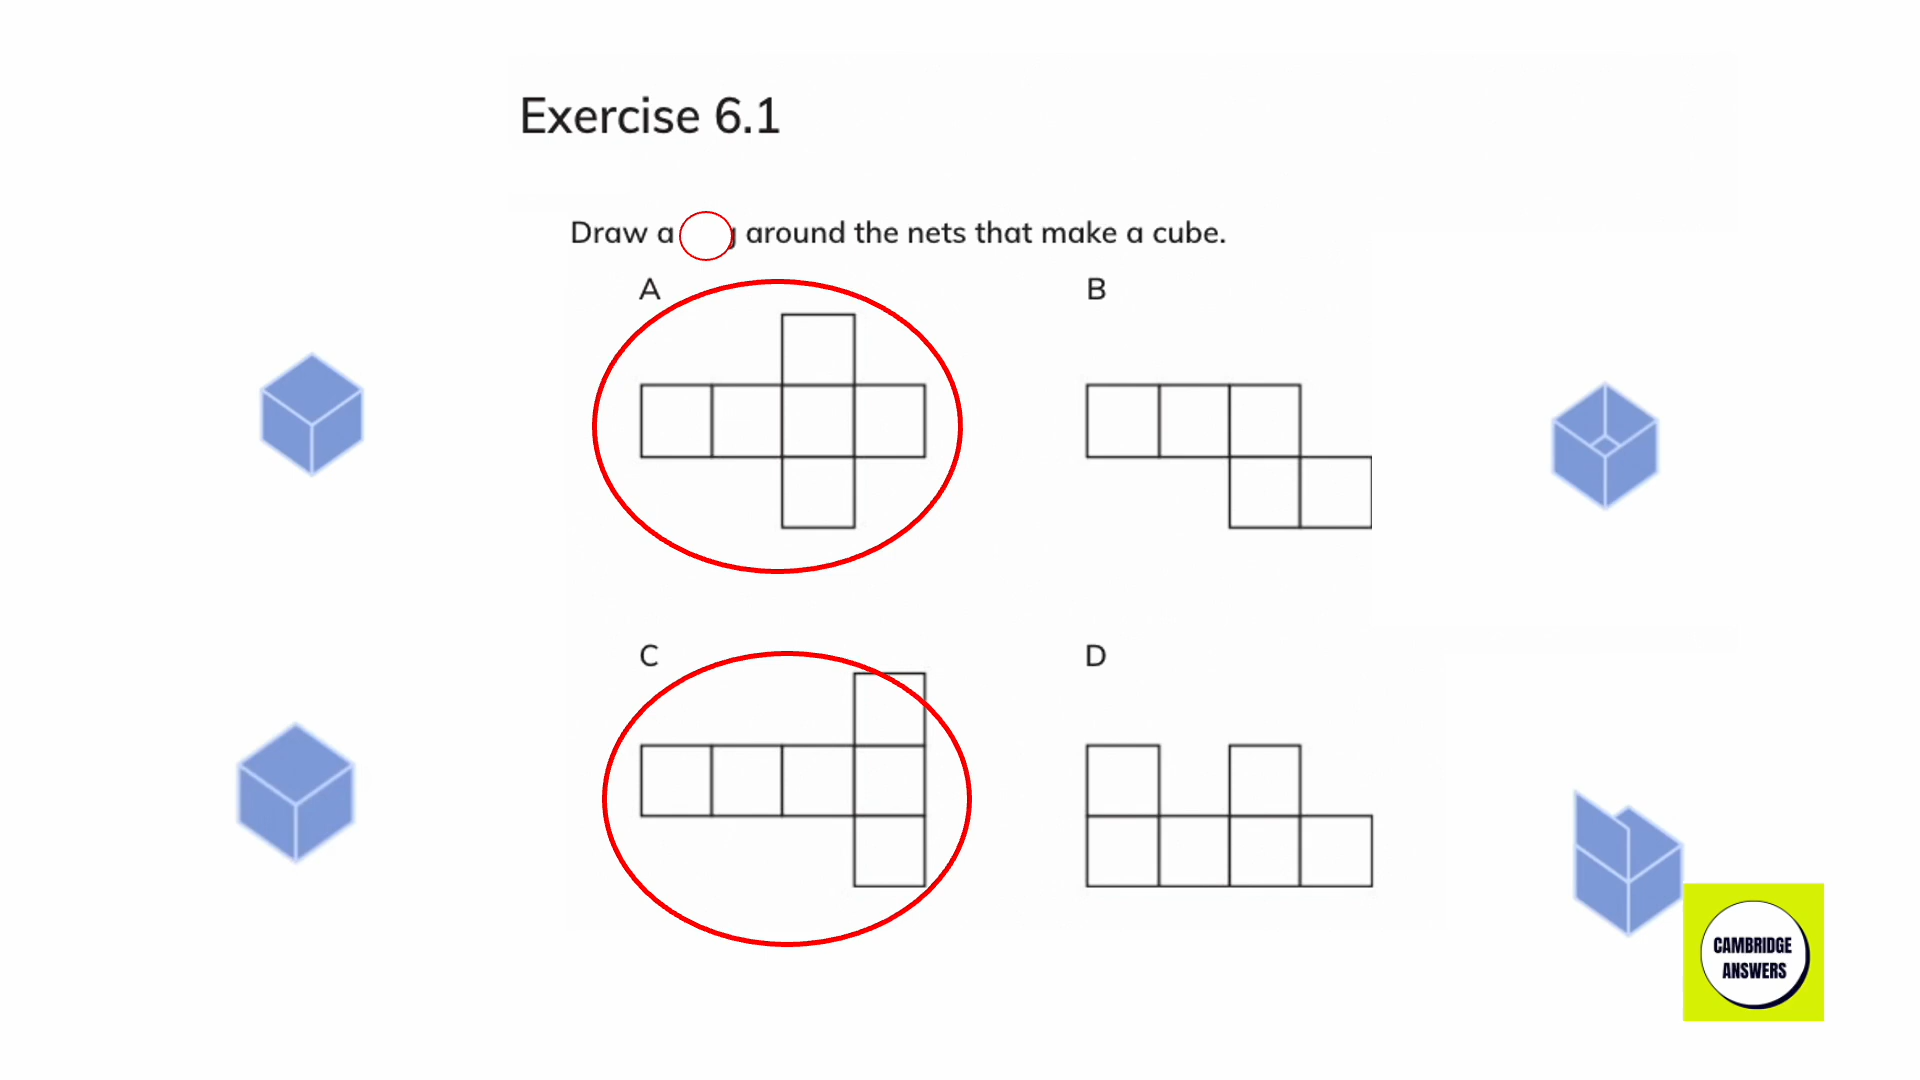 Exercise 6.1
Draw a around the nets that make a cube.
A
B
C
D
CAMBRIDGE
ANSWERS